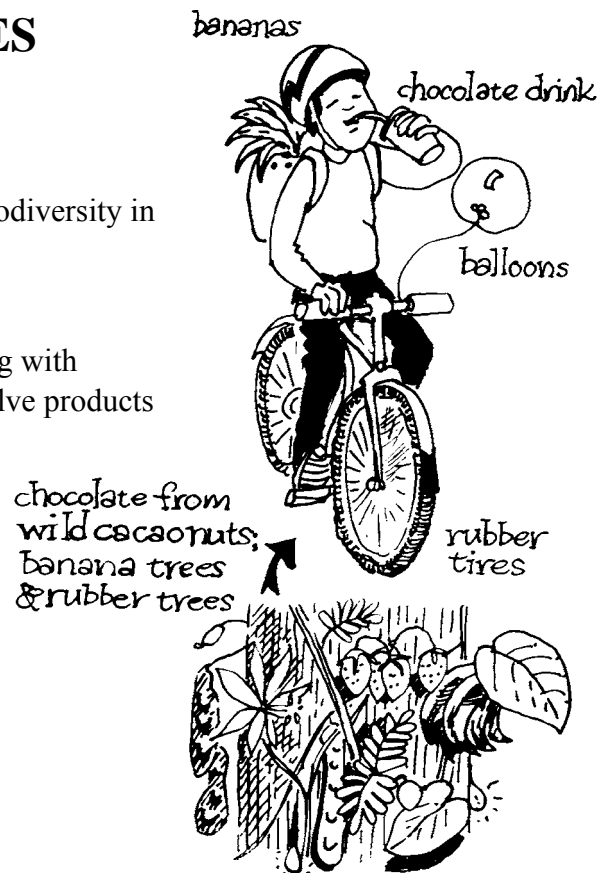 ES
bananas
chocolate drink
odiversity in
balloons
g with
lve products
chocolate from
wild cacaonuts;
banana trees
& rubber trees
rubber
tires